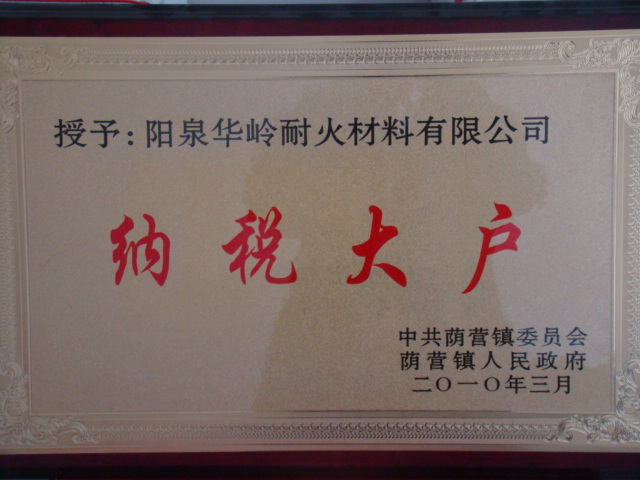 授予:阳泉华岭耐火材料有限公司
纳税大户
中共荫营镇委员会
荫营镇人民政府
二〇一〇年三月